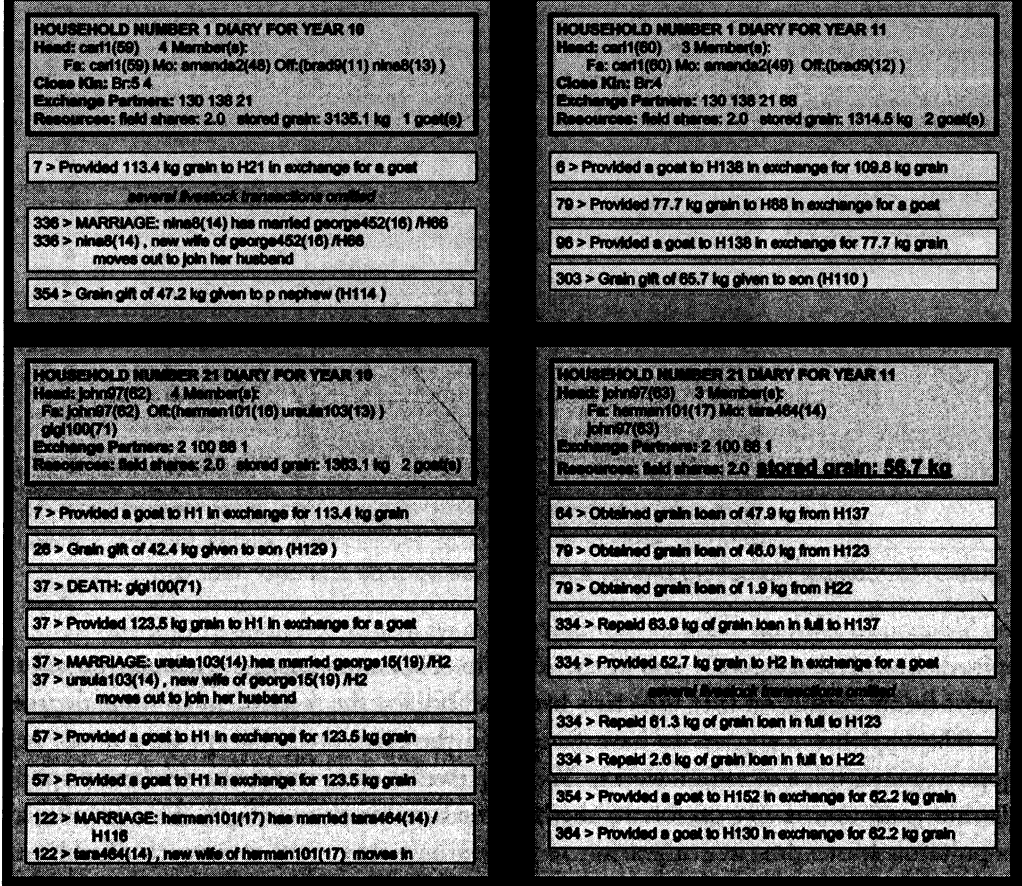 HOUSEHOLD NUMBER 1 DIARY FOR YEAR 10
Head: carl1(59) 4 Member(s):
Fa: carl1(59) Mo: amanda2(48) Off:(brad9(11) nina8(13) )
Close Kin: Br:5 4
Exchange Partners: 130 138 21
Resources: field shares: 2.0 stored grain: 3135.1 kg 1 goat(s)
7 > Provided 113.4 kg grain to H21 in exchange for a goat
several livestock transactions omitted
336 > MARRIAGE: nina8(14) has married george452(16) /H66
336 > nina8(14) , new wife of george452(16) /H66
moves out to join her husband
354 > Grain gift of 47.2 kg given to p nephew (H114 )
HOUSEHOLD NUMBER 1 DIARY FOR YEAR 11
Head: carl1(60) 3 Member(s):
Fa: carl1(60) Mo: amanda2(49) Off:(brad9(12) )
Close Kin: Br:4
Exchange Partners: 130 138 21 68
Resources: field shares: 2.0 stored grain: 1314.5 kg 2 goat(s)
6 > Provided a goat to H138 in exchange for 109.8 kg grain
79 > Provided 77.7 kg grain to H68 in exchange for a goat
96 > Provided a goat to H138 in exchange for 77.7 kg grain
303 > Grain gift of 65.7 kg given to son (H110 )
HOUSEHOLD NUMBER 21 DIARY FOR YEAR 10
Head: john97(62) 4 Member(s):
Fa: john97(62) Off:(herman101(16) ursula103(13) )
gigi100(71)
Exchange Partners: 2 100 88 1
Resources: field shares: 2.0 stored grain: 1363.1 kg 2 goat(s)
7 > Provided a goat to H1 in exchange for 113.4 kg grain
26 > Grain gift of 42.4 kg given to son (H129 )
37 > DEATH: gigi100(71)
37 > Provided 123.5 kg grain to H1 in exchange for a goat
37 > MARRIAGE: ursula103(14) has married george15(19) /H2
37 > ursula103(14) , new wife of george15(19) /H2
moves out to join her husband
57 > Provided a goat to H1 in exchange for 123.5 kg grain
57 > Provided a goat to H1 in exchange for 123.5 kg grain
122 > MARRIAGE: herman101(17) has married tara464(14) /
H116
122 > tara464(14) , new wife of herman101(17) moves in
HOUSEHOLD NUMBER 21 DIARY FOR YEAR 11
Head: john97(63) 3 Member(s):
Fa: herman101(17) Mo: tara464(14)
john97(63)
Exchange Partners: 2 100 88 1
Resources: field shares: 2.0 stored grain: 56.7 kg
64 > Obtained grain loan of 47.9 kg from H137
79 > Obtained grain loan of 46.0 kg from H123
79 > Obtained grain loan of 1.9 kg from H22
334 > Repaid 63.9 kg of grain loan in full to H137
334 > Provided 52.7 kg grain to H2 in exchange for a goat
several livestock transactions omitted
334 > Repaid 61.3 kg of grain loan in full to H123
334 > Repaid 2.6 kg of grain loan in full to H22
354 > Provided a goat to H152 in exchange for 62.2 kg grain
364 > Provided a goat to H130 in exchange for 62.2 kg grain